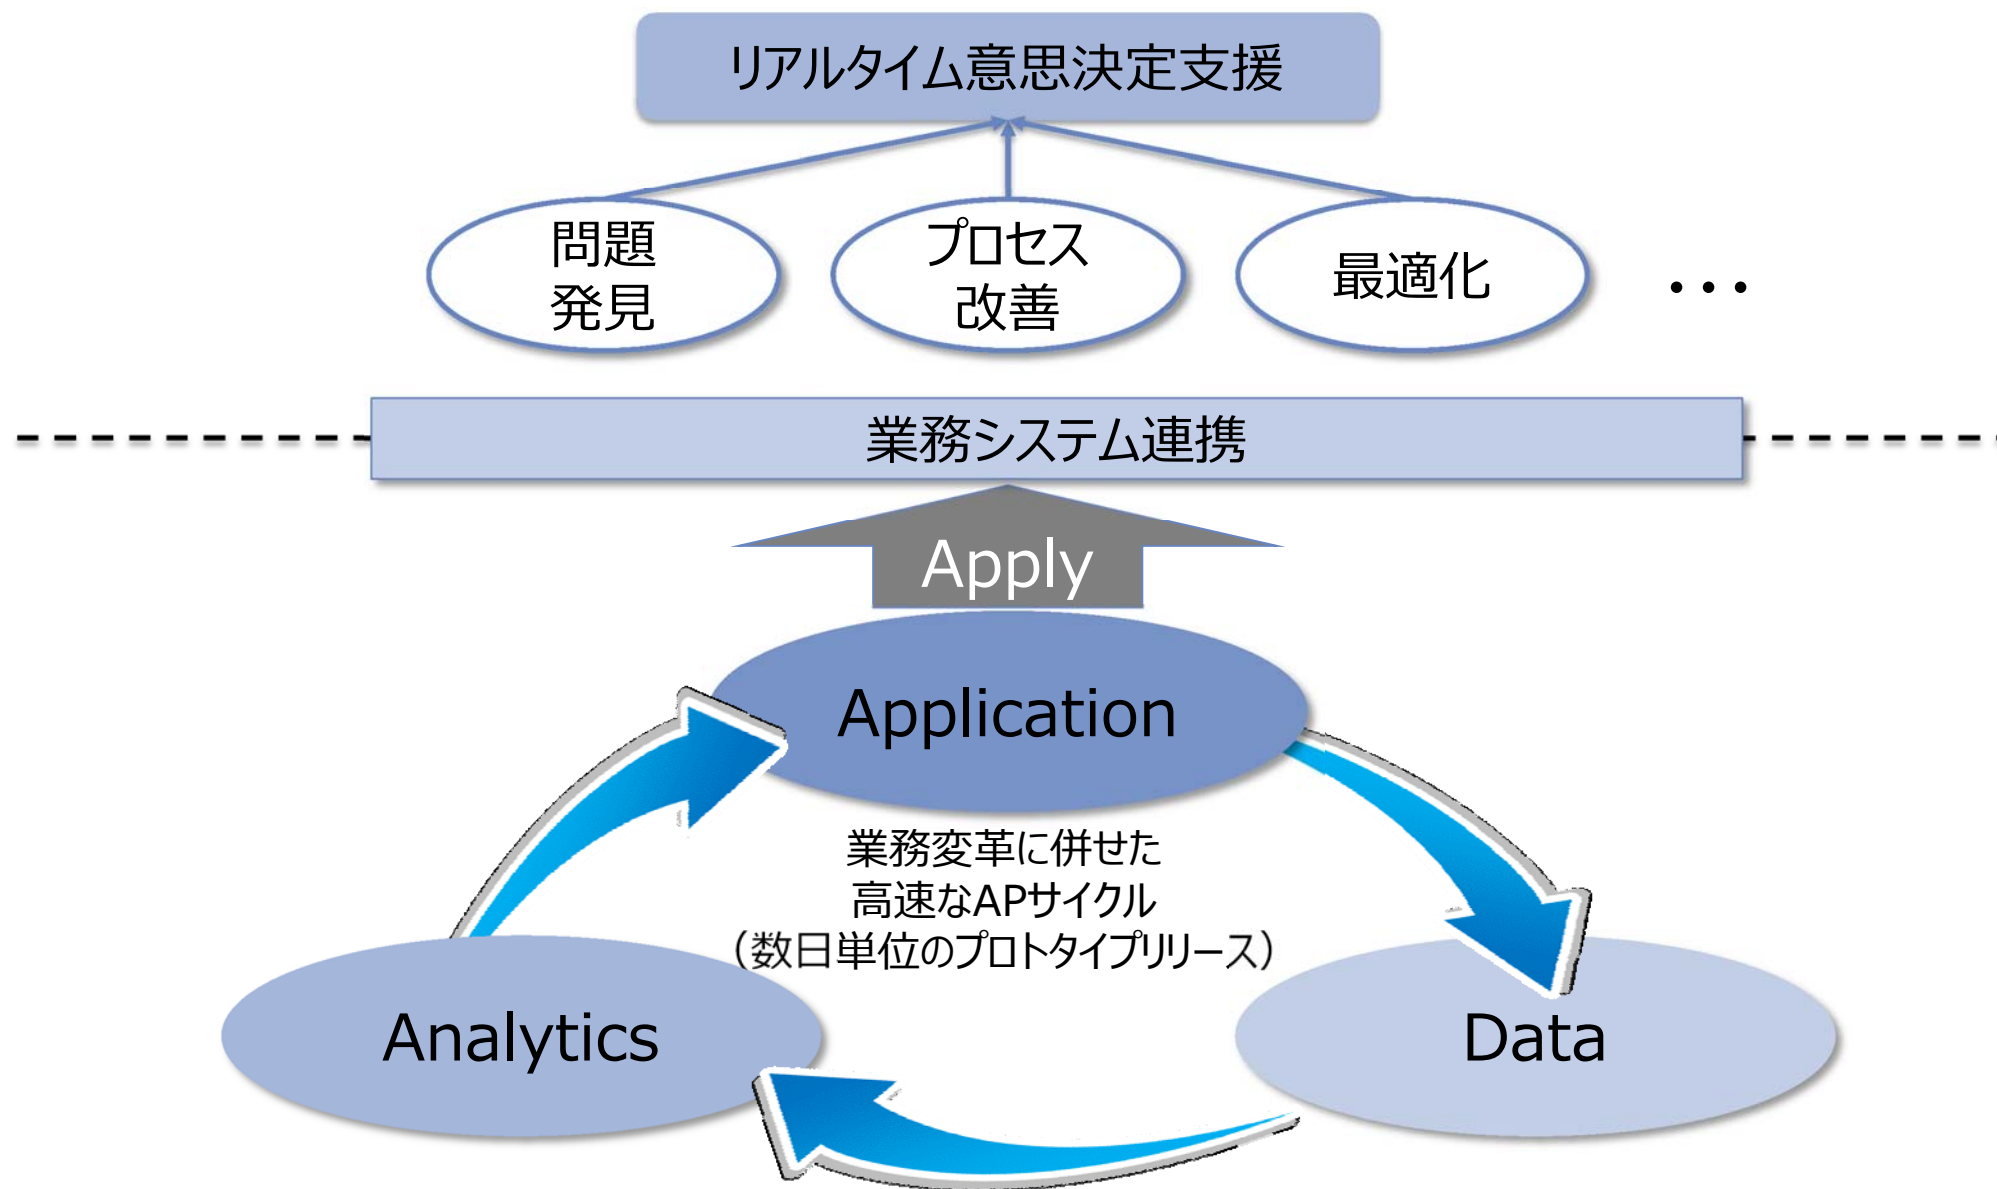 リアルタイム意思決定支援
問題
発見
プロセス
改善
最適化
…
業務システム連携
Apply
Application
業務変革に併せた
高速なAPサイクル
（数日単位のプロトタイプリリース）
Analytics
Data